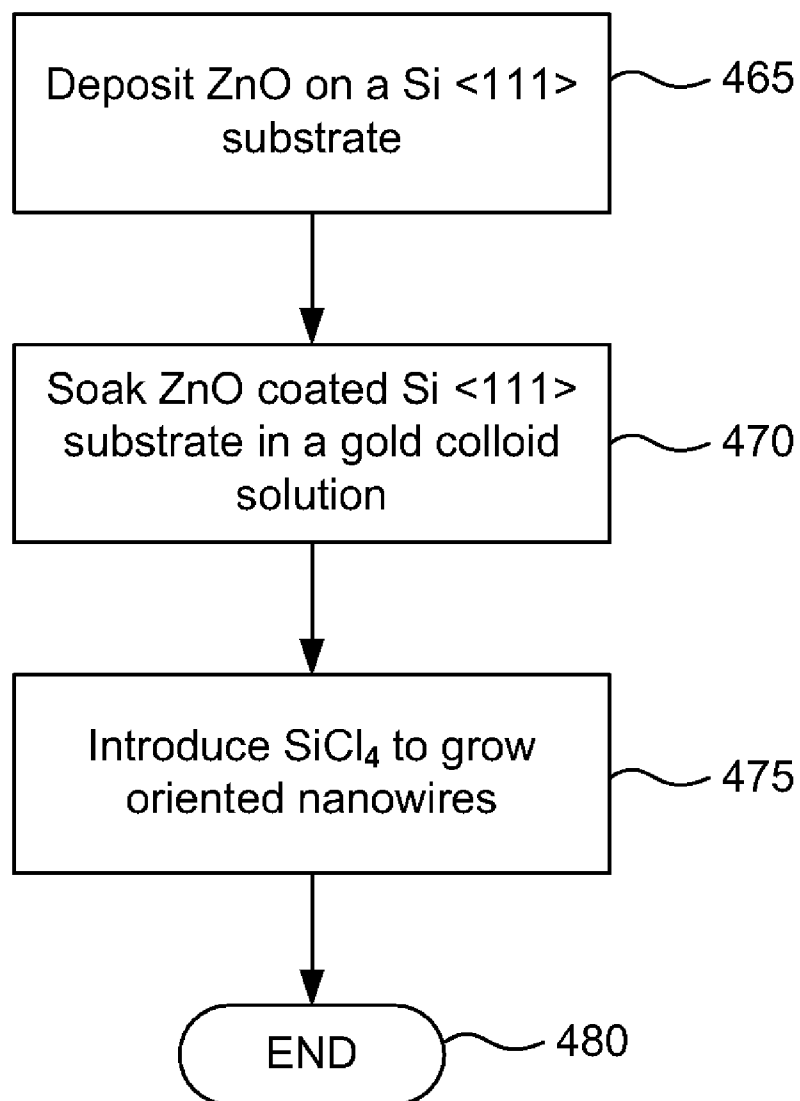 Deposit ZnO on a Si <111>
substrate
465
Soak ZnO coated Si <111>
substrate in a gold colloid
solution
470
Introduce SiCl₄ to grow
oriented nanowires
475
END
480